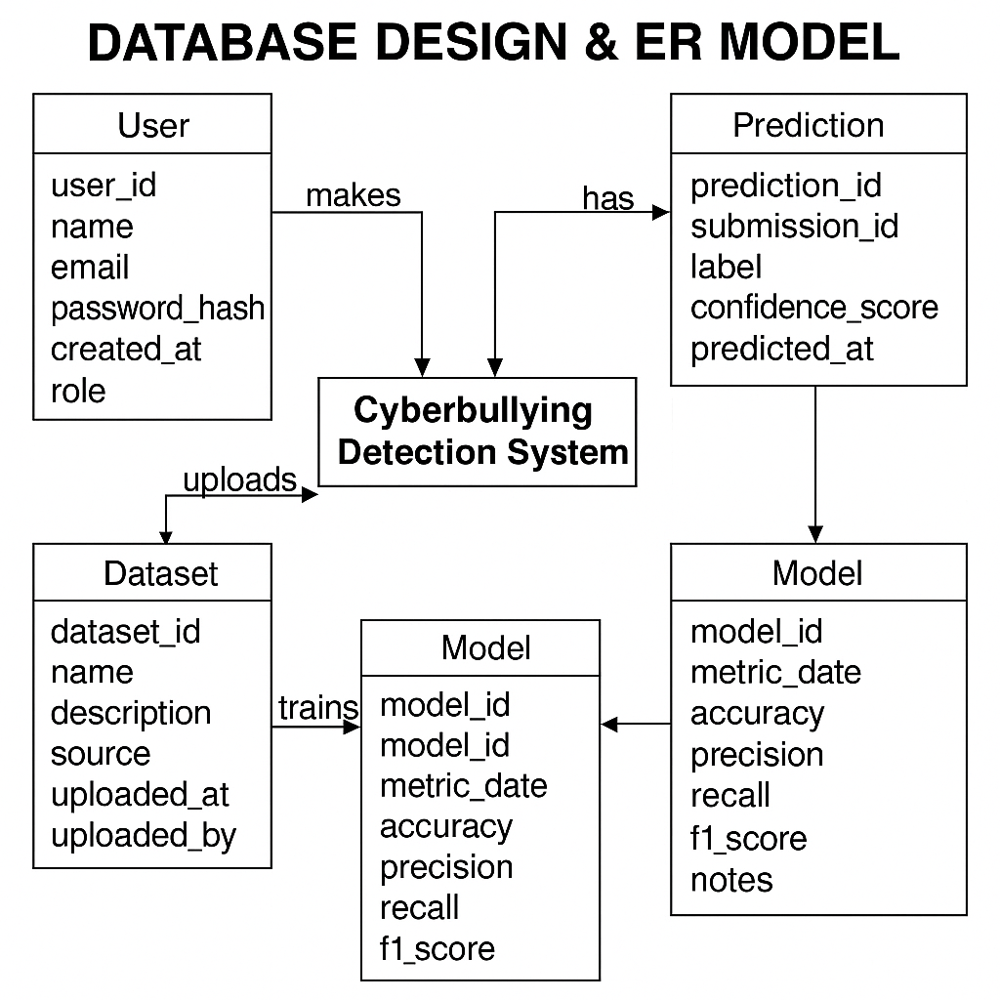 DATABASE DESIGN & ER MODEL
User
user_id
name
email
password_hash
created_at
role
makes
has
Prediction
prediction_id
submission_id
label
confidence_score
predicted_at
Cyberbullying
Detection System
uploads
Dataset
dataset_id
name
description
source
uploaded_at
uploaded_by
trains
Model
model_id
model_id
metric_date
accuracy
precision
recall
f1_score
Model
model_id
metric_date
accuracy
precision
recall
f1_score
notes